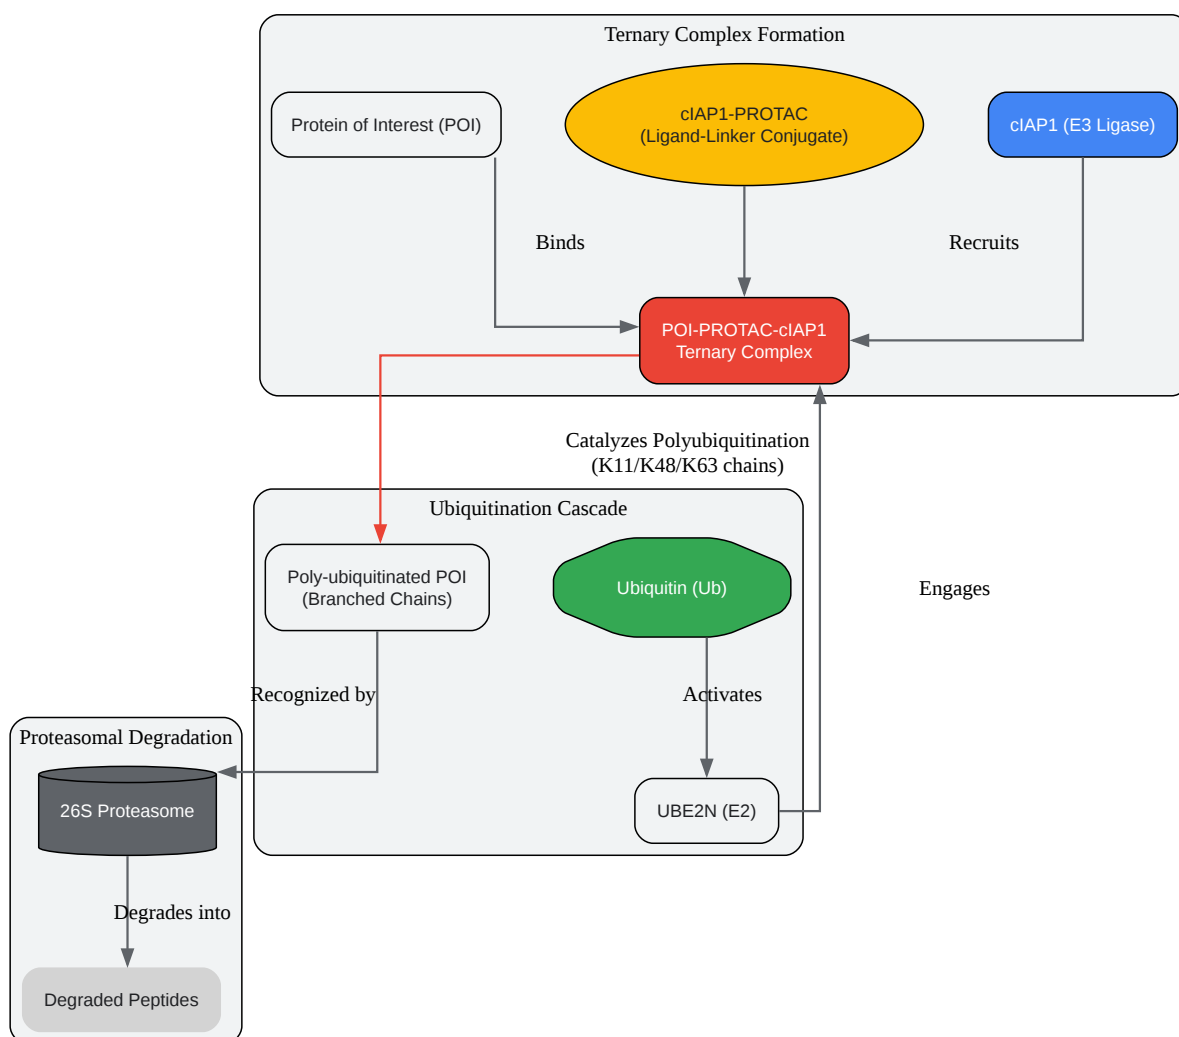 Ternary Complex Formation
Protein of Interest (POI)
cIAP1-PROTAC
(Ligand-Linker Conjugate)
cIAP1 (E3 Ligase)
Binds
Recruits
POI-PROTAC-cIAP1
Ternary Complex
Catalyzes Polyubiquitination
(K11/K48/K63 chains)
Ubiquitination Cascade
Poly-ubiquitinated POI
(Branched Chains)
Ubiquitin (Ub)
Engages
Recognized by
Activates
Proteasomal Degradation
26S Proteasome
UBE2N (E2)
Degrades into
Degraded Peptides